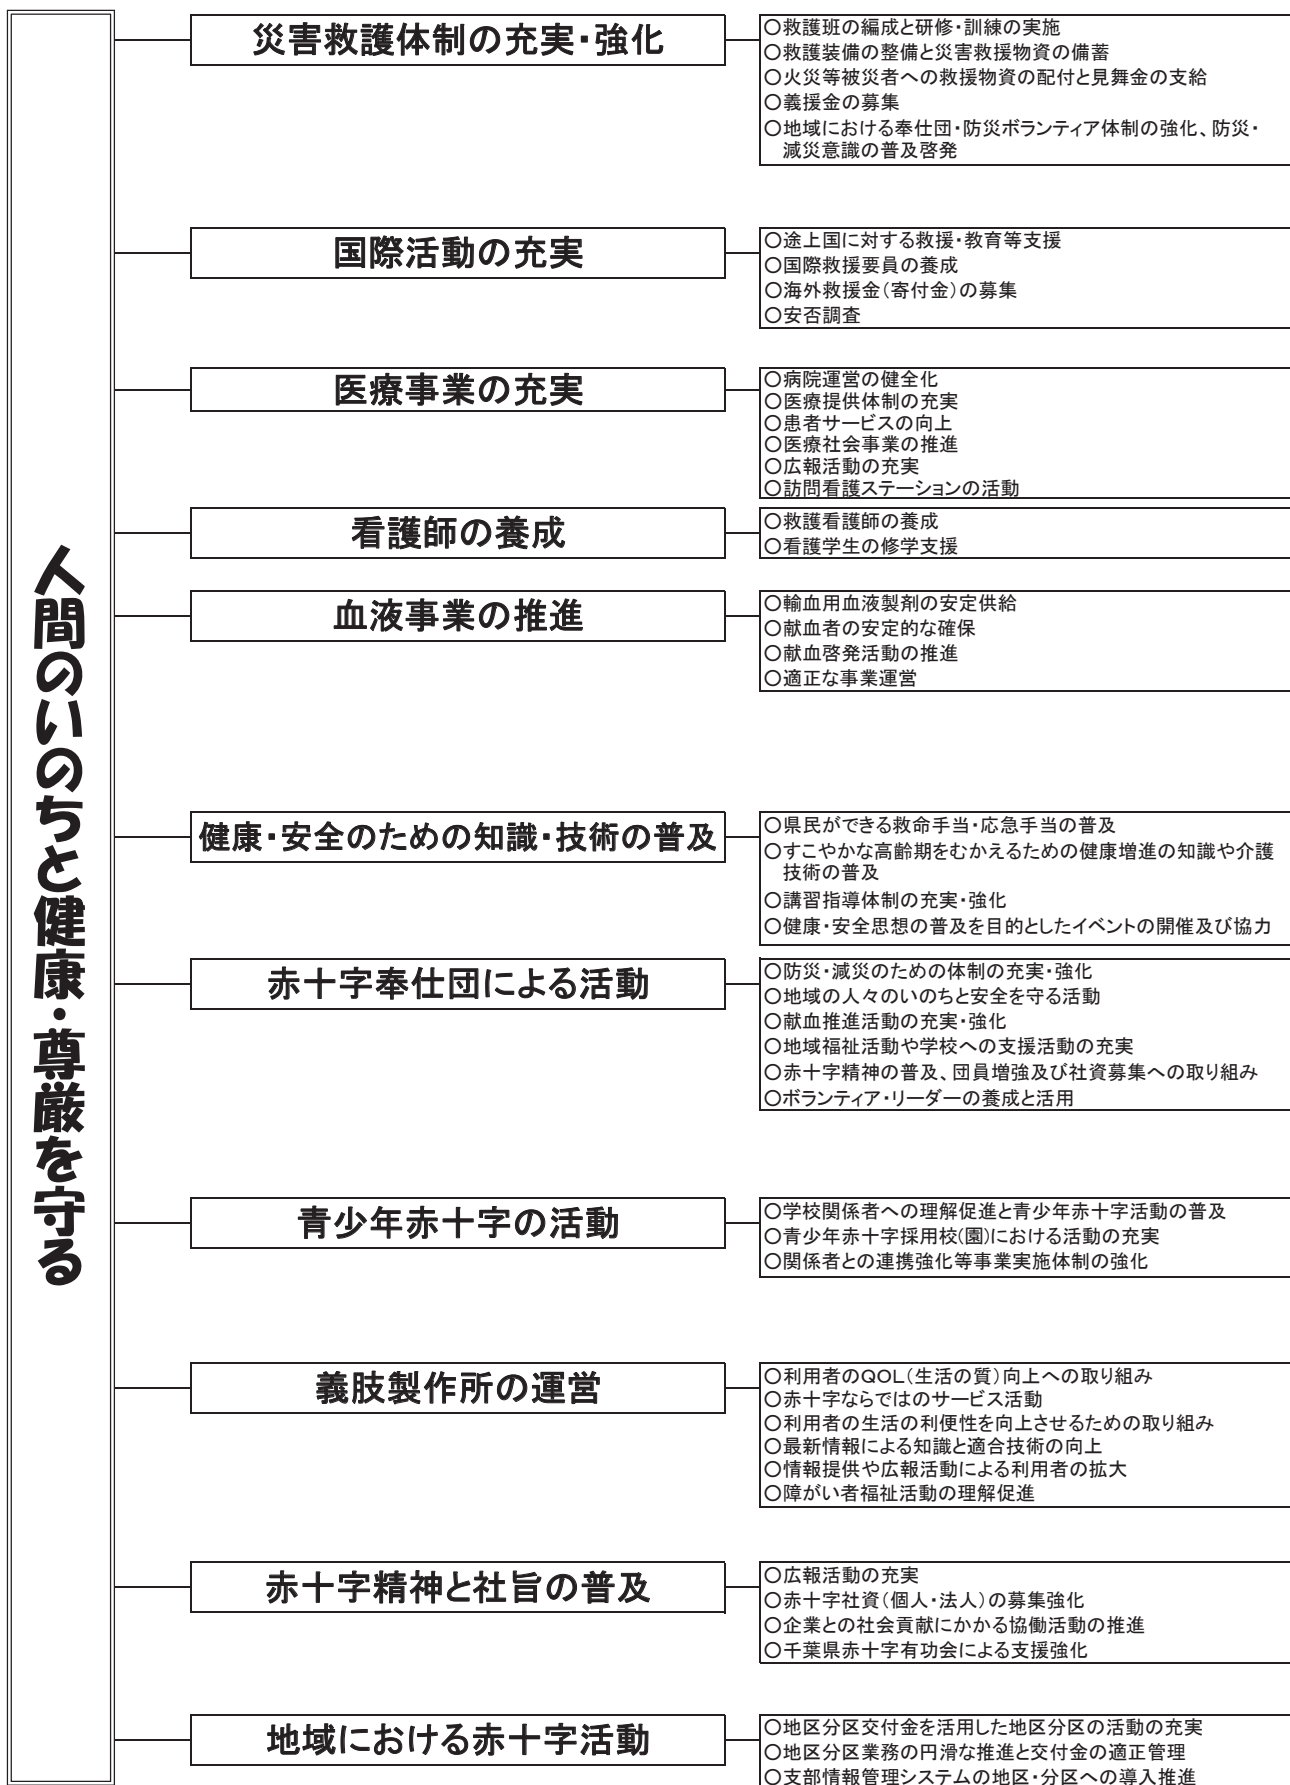 人間のいのちと健康・尊厳を守る
災害救護体制の充実・強化
○救護班の編成と研修・訓練の実施
○救護装備の整備と災害救援物資の備蓄
○火災等被災者への救援物資の配付と見舞金の支給
○義援金の募集
○地域における奉仕団・防災ボランティア体制の強化、防災・
減災意識の普及啓発
国際活動の充実
○途上国に対する救援・教育等支援
○国際救援要員の養成
○海外救援金(寄付金)の募集
○安否調査
医療事業の充実
○病院運営の健全化
○医療提供体制の充実
○患者サービスの向上
○医療社会事業の推進
○広報活動の充実
○訪問看護ステーションの活動
看護師の養成
○救護看護師の養成
○看護学生の修学支援
血液事業の推進
○輸血用血液製剤の安定供給
○献血者の安定的な確保
○献血啓発活動の推進
○適正な事業運営
健康・安全のための知識・技術の普及
○県民ができる救命手当・応急手当の普及
○すこやかな高齢期をむかえるための健康増進の知識や介護
技術の普及
○講習指導体制の充実・強化
○健康・安全思想の普及を目的としたイベントの開催及び協力
赤十字奉仕団による活動
○防災・減災のための体制の充実・強化
○地域の人々のいのちと安全を守る活動
○献血推進活動の充実・強化
○地域福祉活動や学校への支援活動の充実
○赤十字精神の普及、団員増強及び社資募集への取り組み
○ボランティア・リーダーの養成と活用
青少年赤十字の活動
○学校関係者への理解促進と青少年赤十字活動の普及
○青少年赤十字採用校(園)における活動の充実
○関係者との連携強化等事業実施体制の強化
義肢製作所の運営
○利用者のQOL(生活の質)向上への取り組み
○赤十字ならではのサービス活動
○利用者の生活の利便性を向上させるための取り組み
○最新情報による知識と適合技術の向上
○情報提供や広報活動による利用者の拡大
○障がい者福祉活動の理解促進
赤十字精神と社旨の普及
○広報活動の充実
○赤十字社資(個人・法人)の募集強化
○企業との社会貢献にかかる協働活動の推進
○千葉県赤十字有功会による支援強化
地域における赤十字活動
○地区分区交付金を活用した地区分区の活動の充実
○地区分区業務の円滑な推進と交付金の適正管理
○支部情報管理システムの地区・分区への導入推進